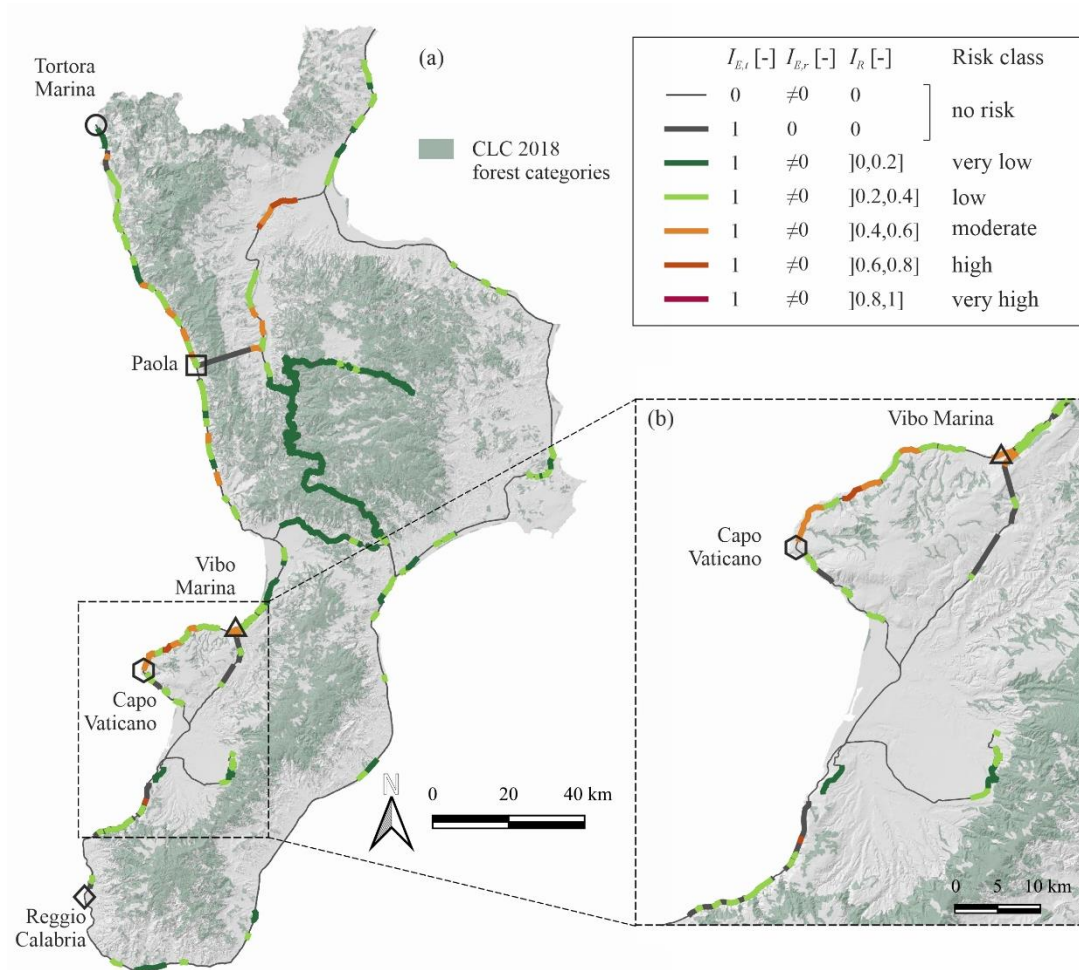 (a)
Tortora
Marina
CLC 2018
forest categories
Paola
Vibo
Marina
Capo
Vaticano
Reggio
Calabria
N
0 20 40 km
I_{E,t} [-] I_{E,r} [-] I_R [-] Risk class
0 ≠0 0
no risk
1 0 0
1 ≠0 ]0,0.2] very low
1 ≠0 ]0.2,0.4] low
1 ≠0 ]0.4,0.6] moderate
1 ≠0 ]0.6,0.8] high
1 ≠0 ]0.8,1] very high
(b)
Vibo Marina
Capo
Vaticano
0 5 10 km